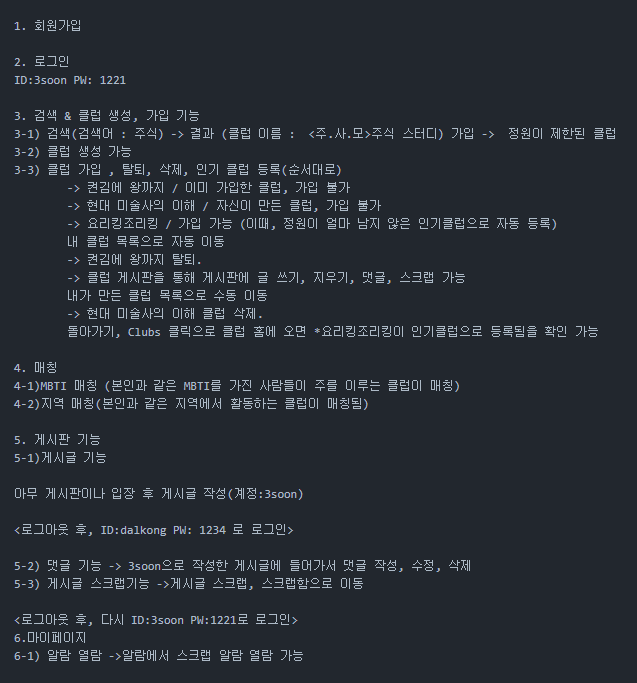 1. 회원가입
2. 로그인
ID:3soon PW: 1221
3. 검색 & 클럽 생성, 가입 기능
3-1) 검색(검색어 : 주식) -> 결과 (클럽 이름 : <주.사.모>주식 스터디) 가입 -> 정원이 제한된 클럽
3-2) 클럽 생성 가능
3-3) 클럽 가입 , 탈퇴, 삭제, 인기 클럽 등록(순서대로)
-> 켠김에 왕까지 / 이미 가입한 클럽, 가입 불가
-> 현대 미술사의 이해 / 자신이 만든 클럽, 가입 불가
-> 요리킹조리킹 / 가입 가능 (이때, 정원이 얼마 남지 않은 인기클럽으로 자동 등록)
내 클럽 목록으로 자동 이동
-> 켠김에 왕까지 탈퇴.
-> 클럽 게시판을 통해 게시판에 글 쓰기, 지우기, 댓글, 스크랩 가능
내가 만든 클럽 목록으로 수동 이동
-> 현대 미술사의 이해 클럽 삭제.
돌아가기, Clubs 클릭으로 클럽 홈에 오면 *요리킹조리킹이 인기클럽으로 등록됨을 확인 가능
4. 매칭
4-1)MBTI 매칭 (본인과 같은 MBTI를 가진 사람들이 주를 이루는 클럽이 매칭)
4-2)지역 매칭(본인과 같은 지역에서 활동하는 클럽이 매칭됨)
5. 게시판 기능
5-1)게시글 기능
아무 게시판이나 입장 후 게시글 작성(계정:3soon)
<로그아웃 후, ID:dalkong PW: 1234 로 로그인>
5-2) 댓글 기능 -> 3soon으로 작성한 게시글에 들어가서 댓글 작성, 수정, 삭제
5-3) 게시글 스크랩기능 ->게시글 스크랩, 스크랩함으로 이동
<로그아웃 후, 다시 ID:3soon PW:1221로 로그인>
6.마이페이지
6-1) 알람 열람 ->알람에서 스크랩 알람 열람 가능